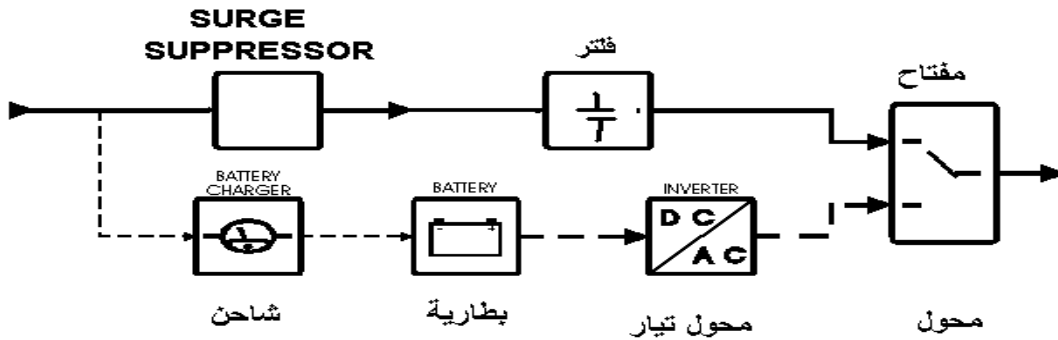 SURGE
SUPPRESSOR
فلتر
مفتاح
BATTERY
CHARGER
BATTERY
INVERTER
D C
A C
شاحن
بطارية
محول تيار
محول